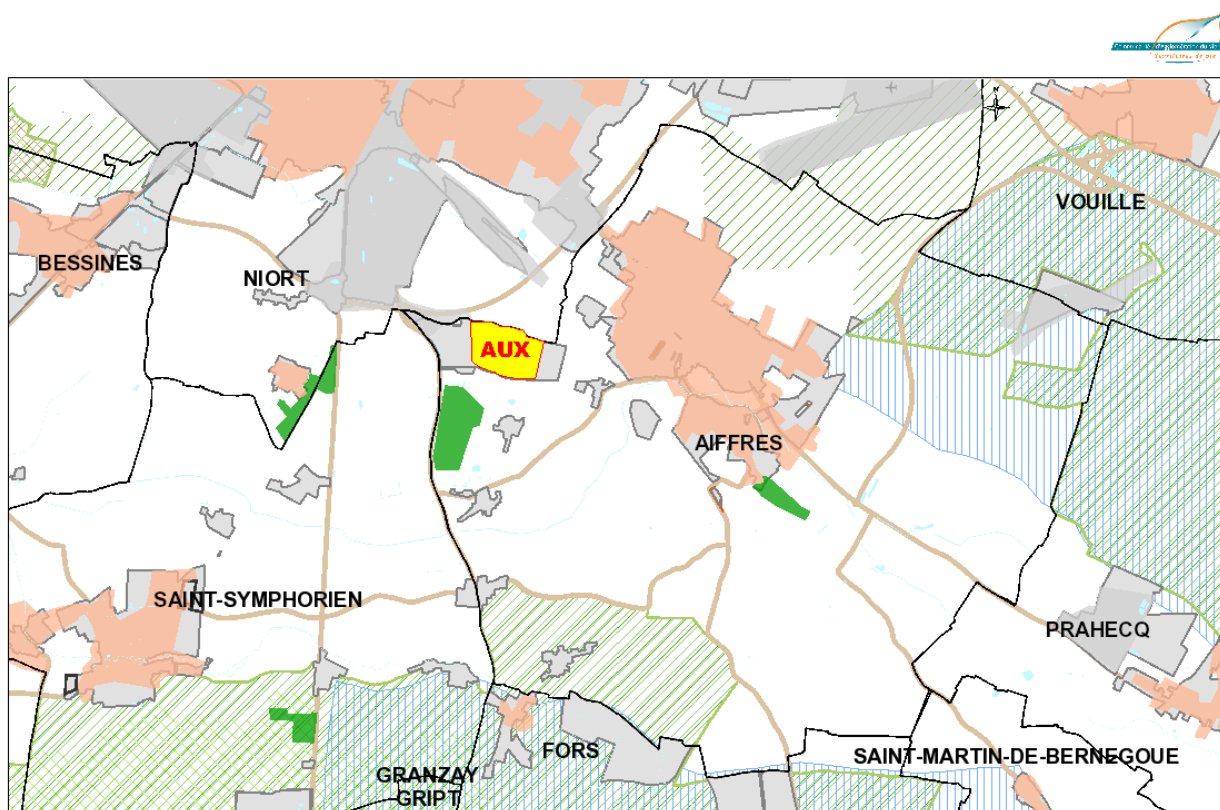 VOUILLE
BESSINES
NIORT
AUX
AIFFRES
SAINT-SYMPHORIEN
PRAHECQ
FORS
SAINT-MARTIN-DE-BERNEGOUE
GRANZAY
GRIPT